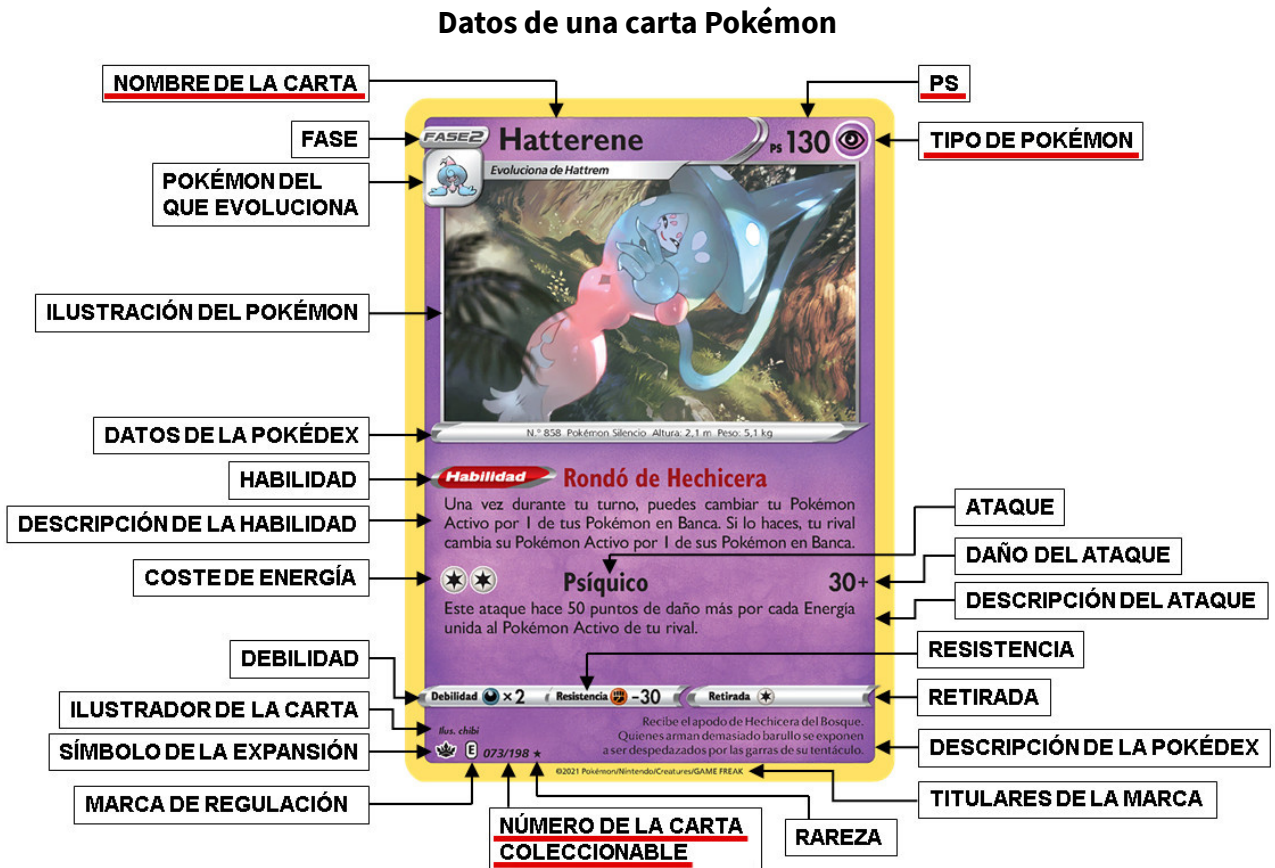 Datos de una carta Pokémon
NOMBRE DE LA CARTA
PS
FASE
TIPO DE POKÉMON
POKÉMON DEL
QUE EVOLUCIONA
ILUSTRACIÓN DEL POKÉMON
DATOS DE LA POKÉDEX
HABILIDAD
DESCRIPCIÓN DE LA HABILIDAD
COSTE DE ENERGÍA
DEBILIDAD
ILUSTRADOR DE LA CARTA
SÍMBOLO DE LA EXPANSIÓN
MARCA DE REGULACIÓN
FASE2 Hatterene PS 130
Evoluciona de Hattrem
N.º 858 Pokémon Silencio Altura: 2,1 m Peso: 5,1 kg
Habilidad Rondó de Hechicera
Una vez durante tu turno, puedes cambiar tu Pokémon
Activo por 1 de tus Pokémon en Banca. Si lo haces, tu rival
cambia su Pokémon Activo por 1 de sus Pokémon en Banca.
Psíquico 30+
Este ataque hace 50 puntos de daño más por cada Energía
unida al Pokémon Activo de tu rival.
Debilidad ×2 Resistencia -30 Retirada
Ilus. chibi
Recibe el apodo de Hechicera del Bosque.
Quienes arman demasiado barullo se exponen
a ser despedazados por las garras de su tentáculo.
E 073/198 ★
©2021 Pokémon/Nintendo/Creatures/GAME FREAK
ATAQUE
DAÑO DEL ATAQUE
DESCRIPCIÓN DEL ATAQUE
RESISTENCIA
RETIRADA
DESCRIPCIÓN DE LA POKÉDEX
TITULARES DE LA MARCA
NÚMERO DE LA CARTA
COLECCIONABLE
RAREZA